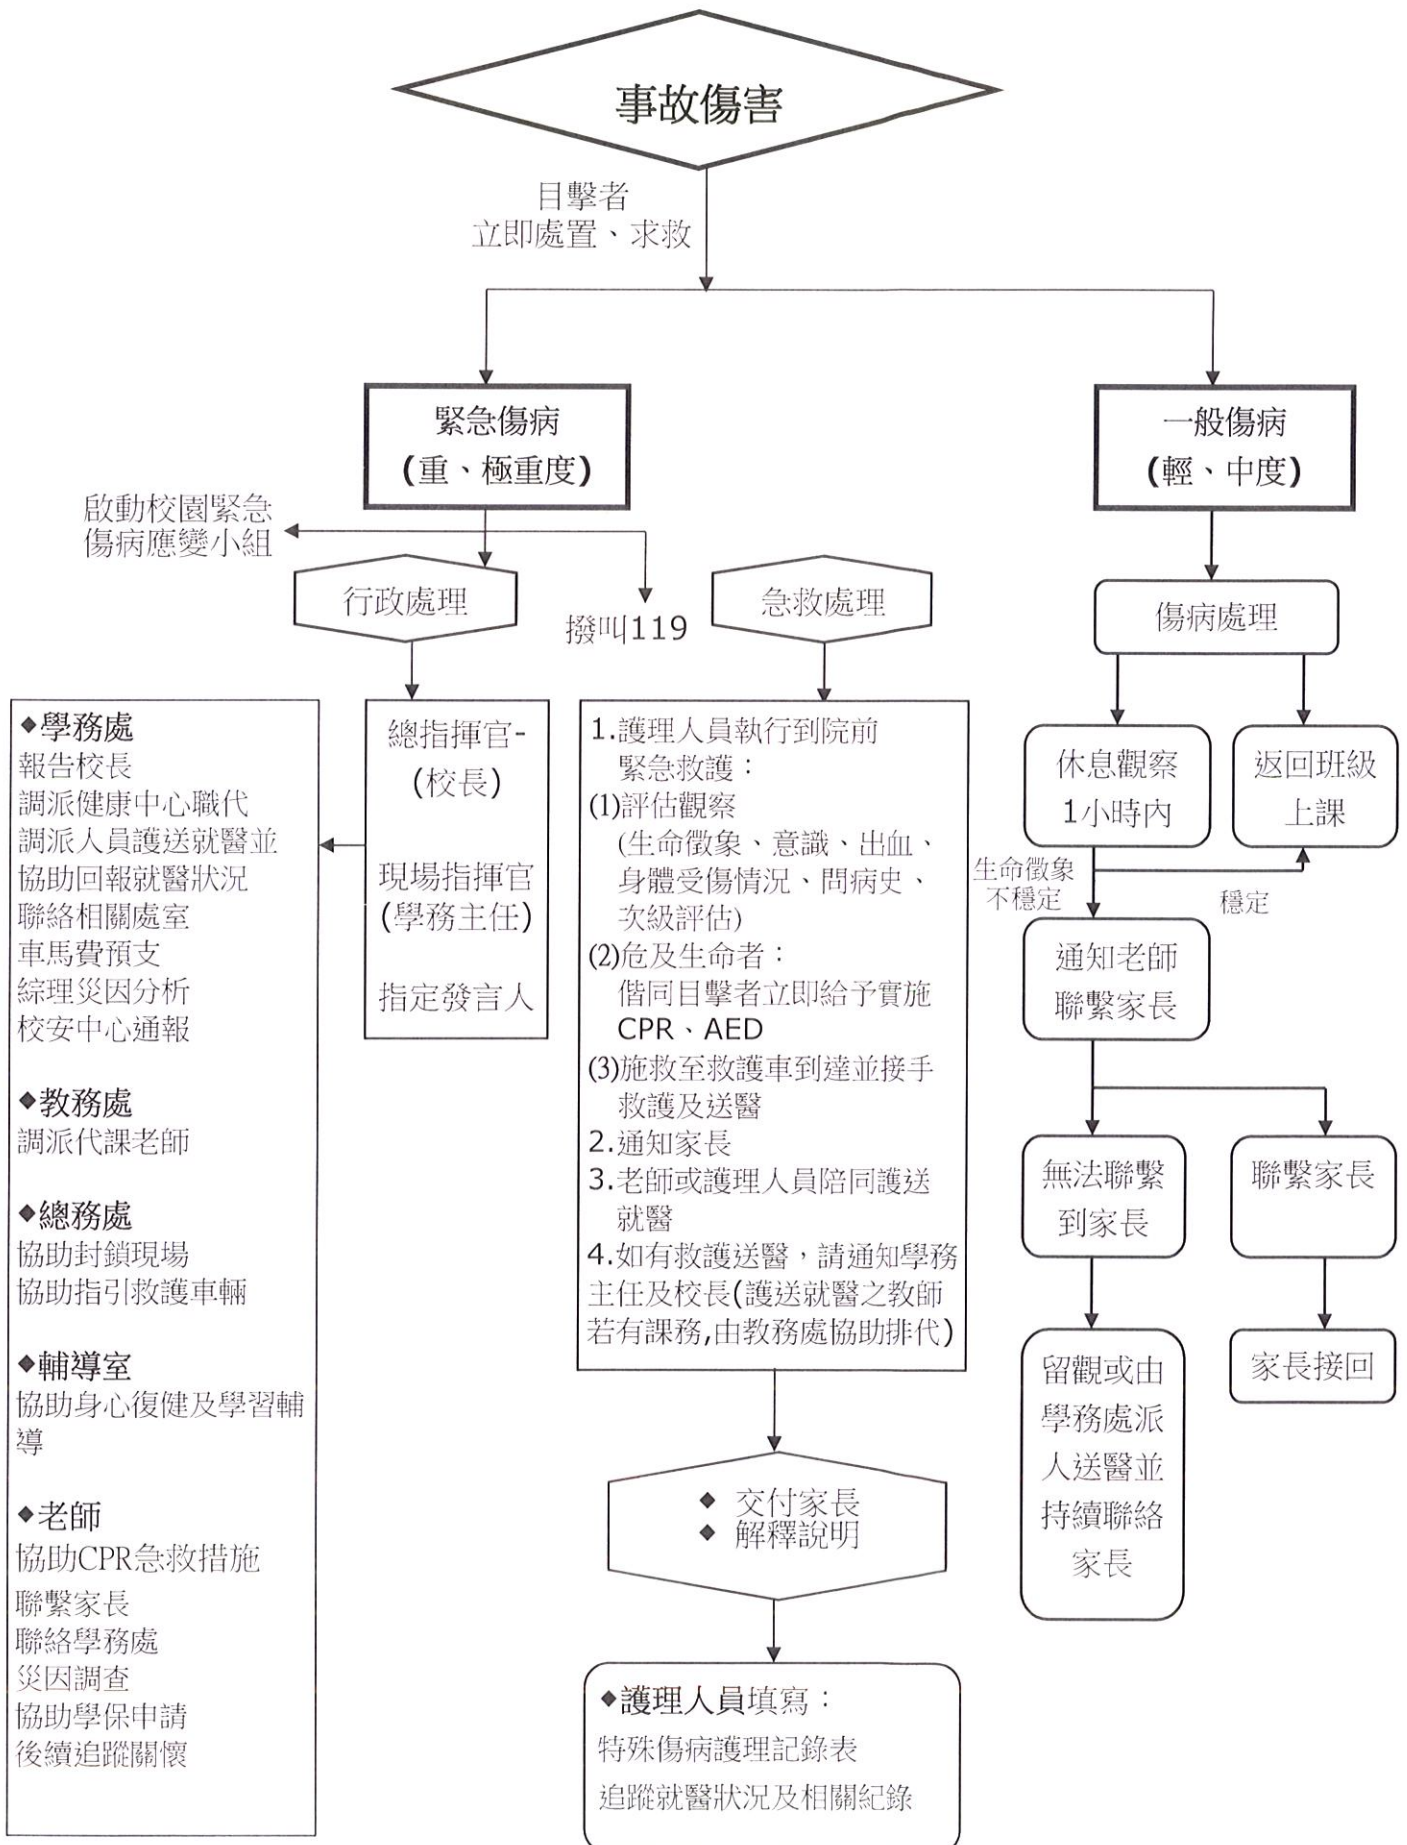 事故傷害
目擊者
立即處置、求救
緊急傷病
(重、極重度)
一般傷病
(輕、中度)
啟動校園緊急
傷病應變小組
行政處理
撥叫119
急救處理
傷病處理
◆學務處
報告校長
調派健康中心職代
調派人員護送就醫並
協助回報就醫狀況
聯絡相關處室
車馬費預支
綜理災因分析
校安中心通報
◆教務處
調派代課老師
◆總務處
協助封鎖現場
協助指引救護車輛
◆輔導室
協助身心復健及學習輔
導
◆老師
協助CPR急救措施
聯繫家長
聯絡學務處
災因調查
協助學保申請
後續追蹤關懷
總指揮官-
(校長)
現場指揮官
(學務主任)
指定發言人
1.護理人員執行到院前
緊急救護：
(1)評估觀察
(生命徵象、意識、出血、
身體受傷情況、問病史、
次級評估)
(2)危及生命者：
偕同目擊者立即給予實施
CPR、AED
(3)施救至救護車到達並接手
救護及送醫
2.通知家長
3.老師或護理人員陪同護送
就醫
4.如有救護送醫，請通知學務
主任及校長(護送就醫之教師
若有課務,由教務處協助排代)
◆ 交付家長
◆ 解釋說明
◆護理人員填寫：
特殊傷病護理記錄表
追蹤就醫狀況及相關紀錄
休息觀察
1小時內
返回班級
上課
生命徵象
不穩定
穩定
通知老師
聯繫家長
無法聯繫
到家長
聯繫家長
留觀或由
學務處派
人送醫並
持續聯絡
家長
家長接回